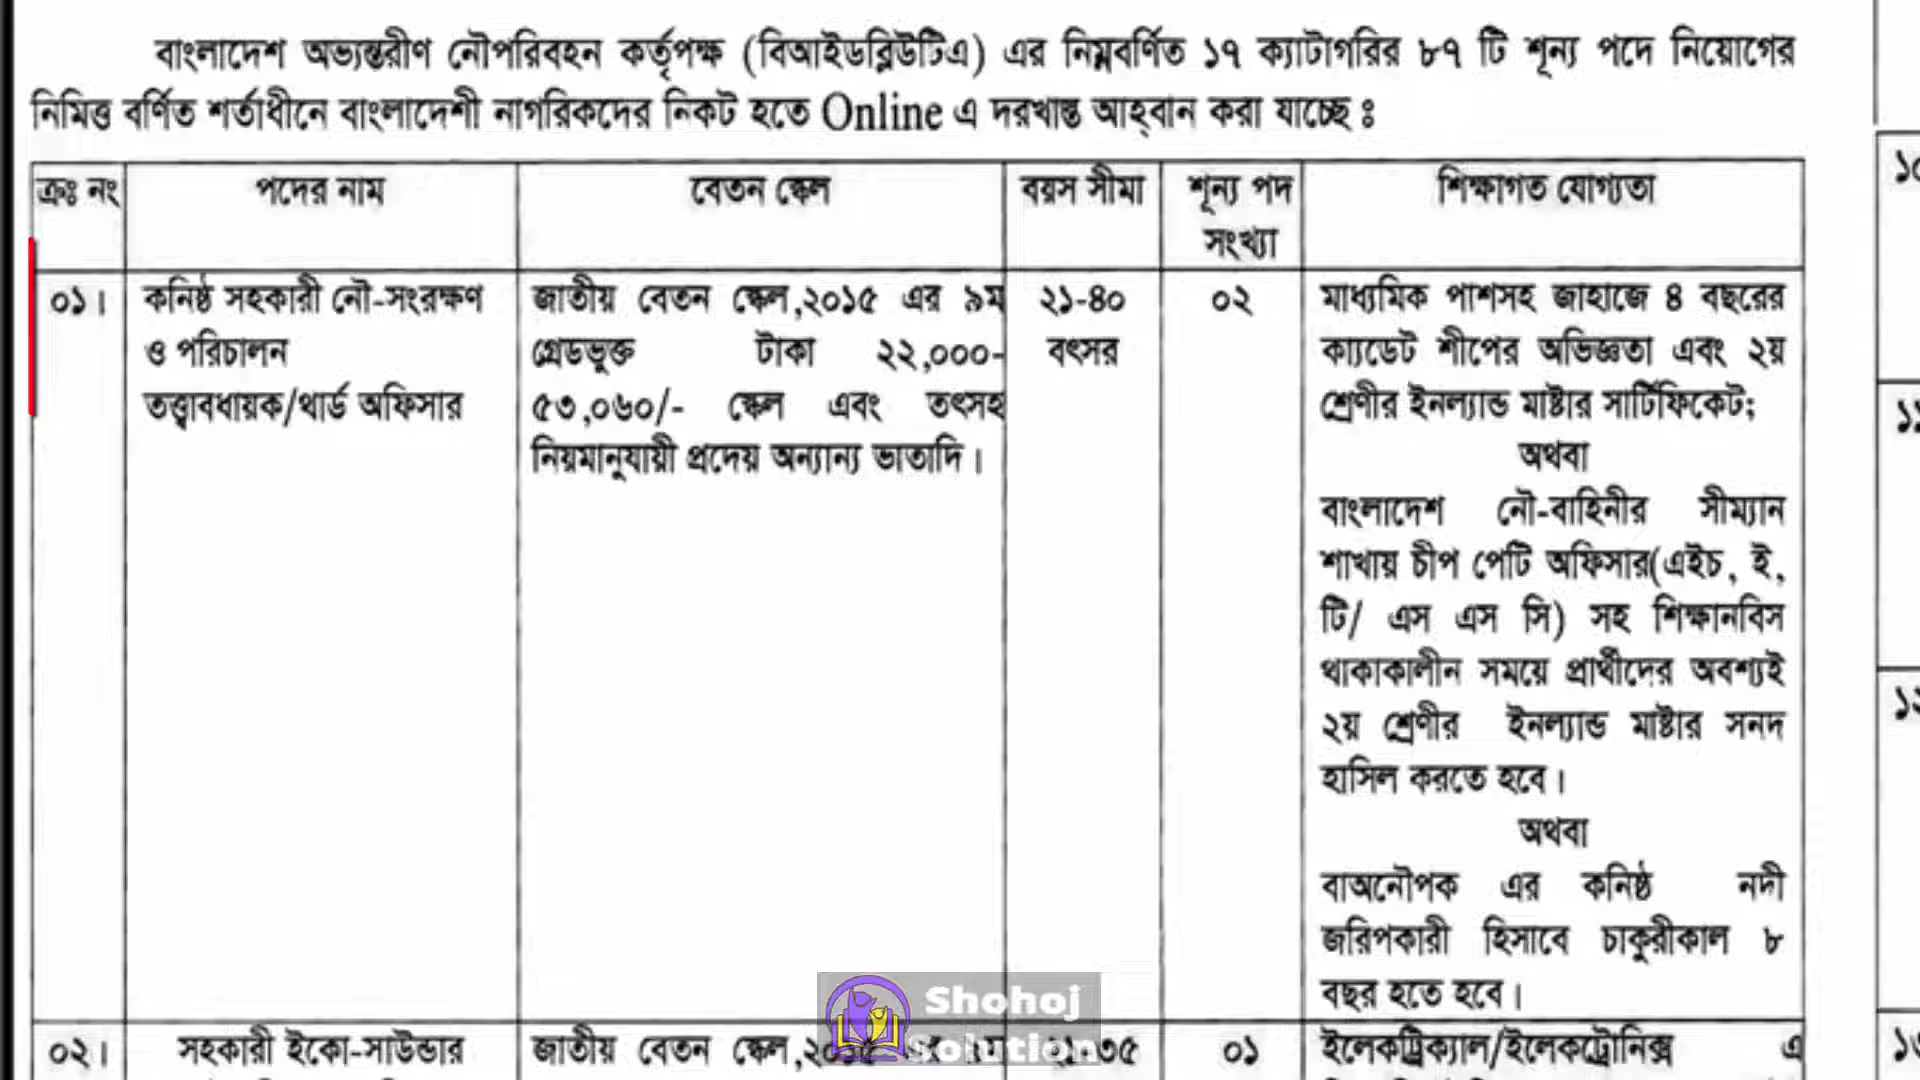 বাংলাদেশ অভ্যন্তরীণ নৌপরিবহন কর্তৃপক্ষ (বিআইডব্লিউটিএ) এর নিম্নবর্ণিত ১৭ ক্যাটাগরির ৮৭ টি শূন্য পদে নিয়োগের
নিমিত্ত বর্ণিত শর্তাধীনে বাংলাদেশী নাগরিকদের নিকট হতে Online এ দরখাস্ত আহ্বান করা যাচ্ছেঃ
ক্রঃ নং
পদের নাম
বেতন স্কেল
বয়স সীমা
শূন্য পদ
সংখ্যা
শিক্ষাগত যোগ্যতা
০১।
কনিষ্ঠ সহকারী নৌ-সংরক্ষণ
ও পরিচালন
তত্ত্বাবধায়ক/থার্ড অফিসার
জাতীয় বেতন স্কেল,২০১৫ এর ৯ম
গ্রেডভুক্ত টাকা ২২,০০০-
৫৩,০৬০/- স্কেল এবং তৎসহ
নিয়মানুযায়ী প্রদেয় অন্যান্য ভাতাদি।
২১-৪০
বৎসর
০২
মাধ্যমিক পাশসহ জাহাজে ৪ বছরের
ক্যাডেট শীপের অভিজ্ঞতা এবং ২য়
শ্রেণীর ইনল্যান্ড মাষ্টার সার্টিফিকেট;
অথবা
বাংলাদেশ নৌ-বাহিনীর সীম্যান
শাখায় চীপ পেটি অফিসার(এইচ, ই,
টি/ এস এস সি) সহ শিক্ষানবিস
থাকাকালীন সময়ে প্রার্থীদের অবশ্যই
২য় শ্রেণীর ইনল্যান্ড মাষ্টার সনদ
হাসিল করতে হবে।
অথবা
বাঅনৌপক এর কনিষ্ঠ নদী
জরিপকারী হিসাবে চাকুরীকাল ৮
বছর হতে হবে।
০২।
সহকারী ইকো-সাউন্ডার
জাতীয় বেতন স্কেল,
০১
ইলেকট্রিক্যাল/ইলেকট্রোনিক্স এ
Shohoj
Solution
১১
১২